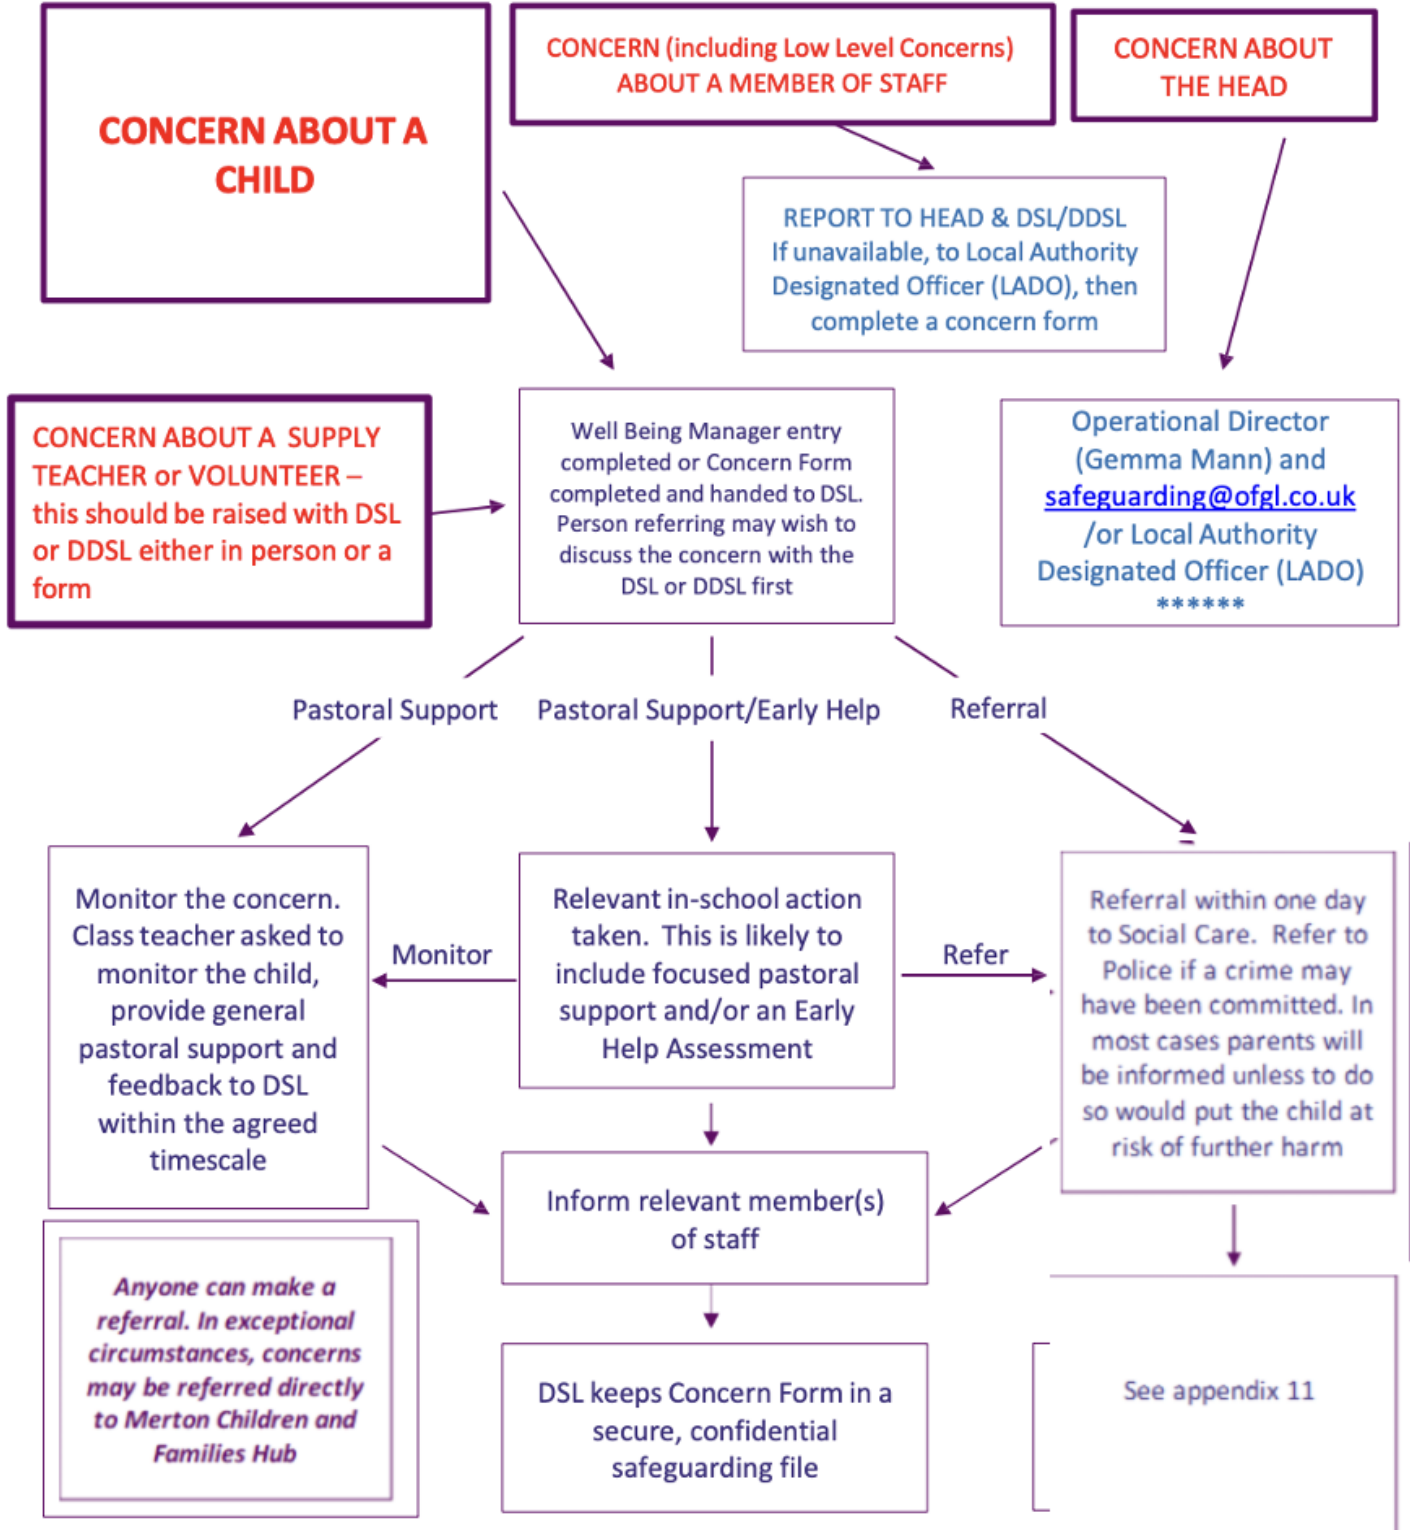 CONCERN ABOUT A
CHILD
CONCERN (including Low Level Concerns)
ABOUT A MEMBER OF STAFF
CONCERN ABOUT
THE HEAD
REPORT TO HEAD & DSL/DDSL
If unavailable, to Local Authority
Designated Officer (LADO), then
complete a concern form
CONCERN ABOUT A  SUPPLY
TEACHER or VOLUNTEER –
this should be raised with DSL
or DDSL either in person or a
form
Well Being Manager entry
completed or Concern Form
completed and handed to DSL.
Person referring may wish to
discuss the concern with the
DSL or DDSL first
Operational Director
(Gemma Mann) and
safeguarding@ofgl.co.uk
/or Local Authority
Designated Officer (LADO)
******
Pastoral Support
Pastoral Support/Early Help
Referral
Monitor the concern.
Class teacher asked to
monitor the child,
provide general
pastoral support and
feedback to DSL
within the agreed
timescale
Monitor
Relevant in-school action
taken.  This is likely to
include focused pastoral
support and/or an Early
Help Assessment
Refer
Referral within one day
to Social Care.  Refer to
Police if a crime may
have been committed. In
most cases parents will
be informed unless to do
so would put the child at
risk of further harm
Inform relevant member(s)
of staff
Anyone can make a
referral. In exceptional
circumstances, concerns
may be referred directly
to Merton Children and
Families Hub
DSL keeps Concern Form in a
secure, confidential
safeguarding file
See appendix 11